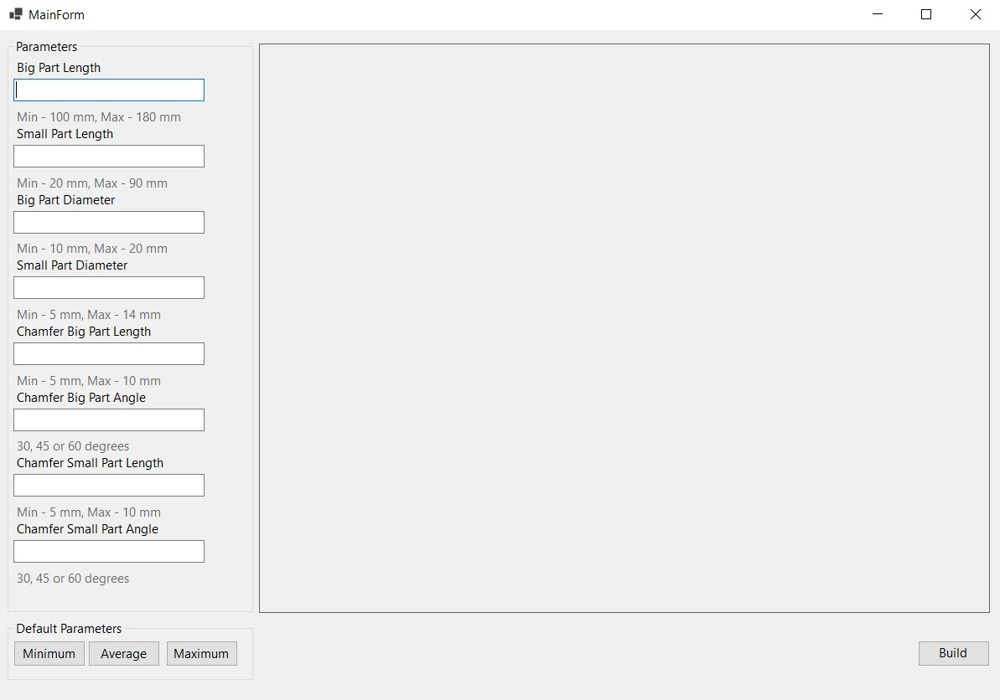 MainForm
Parameters
Big Part Length
Min - 100 mm, Max - 180 mm
Small Part Length
Min - 20 mm, Max - 90 mm
Big Part Diameter
Min - 10 mm, Max - 20 mm
Small Part Diameter
Min - 5 mm, Max - 14 mm
Chamfer Big Part Length
Min - 5 mm, Max - 10 mm
Chamfer Big Part Angle
30, 45 or 60 degrees
Chamfer Small Part Length
Min - 5 mm, Max - 10 mm
Chamfer Small Part Angle
30, 45 or 60 degrees
Default Parameters
Minimum Average Maximum
Build